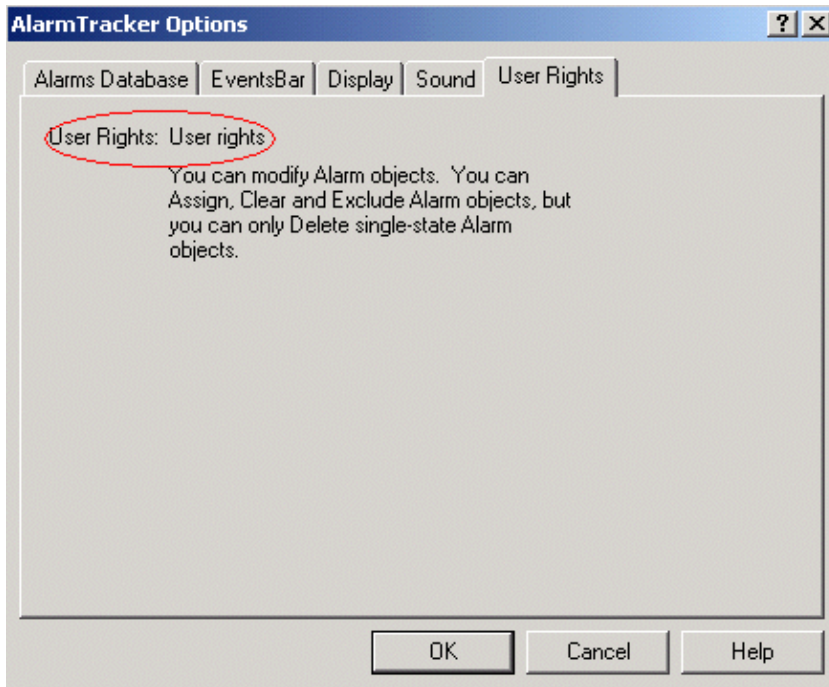 AlarmTracker Options
Alarms Database EventsBar Display Sound User Rights
User Rights: User rights
You can modify Alarm objects. You can
Assign, Clear and Exclude Alarm objects, but
you can only Delete single-state Alarm
objects.
OK Cancel Help